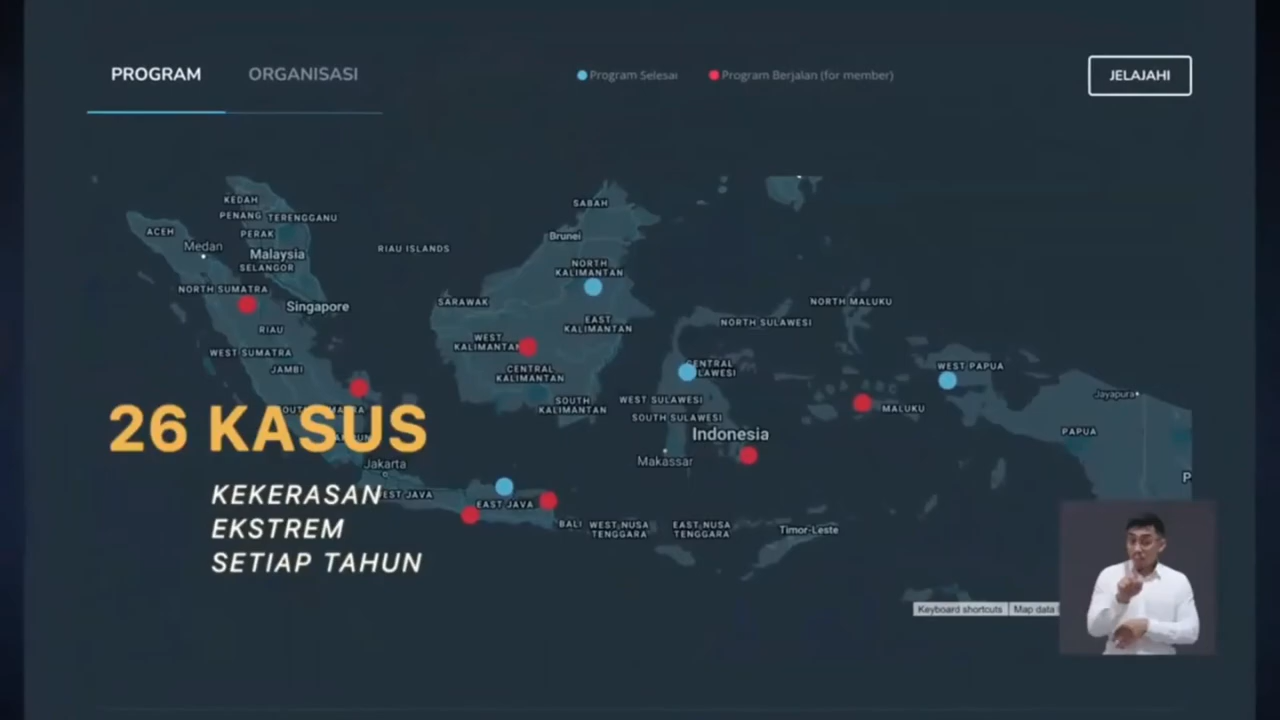 PROGRAM
ORGANISASI
Program Selesai
Program Berjalan (for member)
JELAJAHI
KEDAH
PENANG
TERENGGANU
PERAK
ACEH
Medan
Malaysia
SELANGOR
RIAU ISLANDS
SABAH
Brunei
NORTH
KALIMANTAN
NORTH SUMATRA
Singapore
SARAWAK
NORTH MALUKU
RIAU
EAST
KALIMANTAN
NORTH SULAWESI
WEST SUMATRA
WEST
KALIMANTAN
JAMBI
CENTRAL
KALIMANTAN
WEST PAPUA
Jayapura
SOUTH
KALIMANTAN
WEST SULAWESI
SOUTH SULAWESI
MALUKU
Indonesia
PAPUA
26 KASUS
Jakarta
Makassar
P
KEKERASAN
EKSTREM
SETIAP TAHUN
EAST JAVA
BALI
WEST NUSA
TENGGARA
EAST NUSA
TENGGARA
Timor-Leste
Keyboard shortcuts
Map data